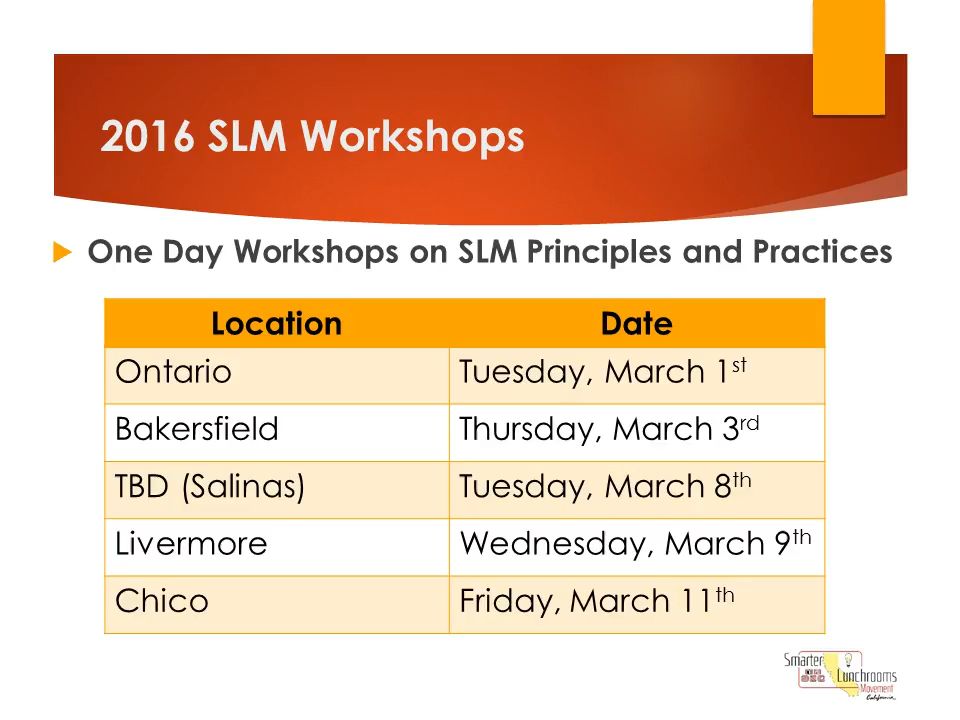 2016 SLM Workshops
One Day Workshops on SLM Principles and Practices
Location Date
Ontario Tuesday, March 1st
Bakersfield Thursday, March 3rd
TBD (Salinas) Tuesday, March 8th
Livermore Wednesday, March 9th
Chico Friday, March 11th
Smarter
Lunchrooms
Movement
California